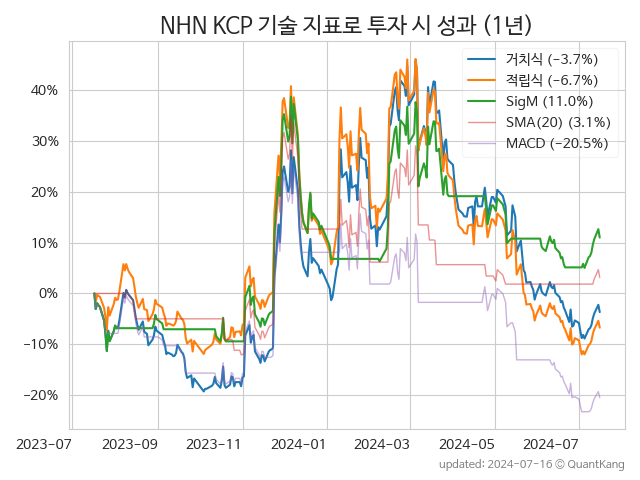 NHN KCP 기술 지표로 투자 시 성과 (1년)
거치식 (−3.7%)
적립식 (−6.7%)
SigM (11.0%)
SMA(20) (3.1%)
MACD (−20.5%)
40%
30%
20%
10%
0%
−10%
−20%
2023-07 2023-09 2023-11 2024-01 2024-03 2024-05 2024-07
updated: 2024-07-16 © QuantKang